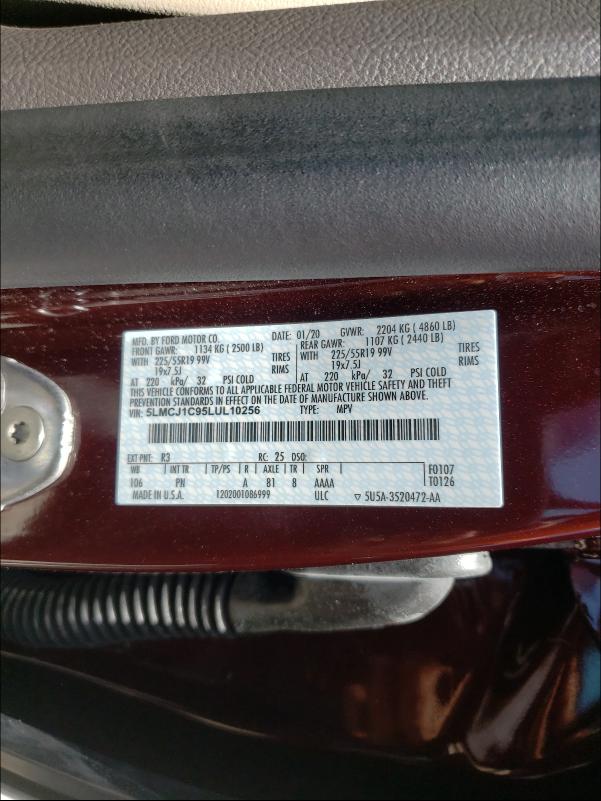 MFD. BY FORD MOTOR CO. DATE: 01/20 GVWR: 2204 KG ( 4860 LB)
FRONT GAWR: 1134 KG ( 2500 LB) REAR GAWR: 1107 KG ( 2440 LB)
WITH 225/55R19 99V TIRES WITH 225/55R19 99V TIRES
19x7.5J RIMS 19x7.5J RIMS
AT 220 kPa/ 32 PSI COLD AT 220 kPa/ 32 PSI COLD
THIS VEHICLE CONFORMS TO ALL APPLICABLE FEDERAL MOTOR VEHICLE SAFETY AND THEFT
PREVENTION STANDARDS IN EFFECT ON THE DATE OF MANUFACTURE SHOWN ABOVE.
VIN: 5LMCJ1C95LUL10256 TYPE: MPV
EXT PNT: R3 RC: 25 DSO:
WB INT TR TP/PS R AXLE TR SPR F0107
106 PN A 81 8 AAAA T0126
MADE IN U.S.A. 1202001086999 ULC ▽ 5U5A-3520472-AA